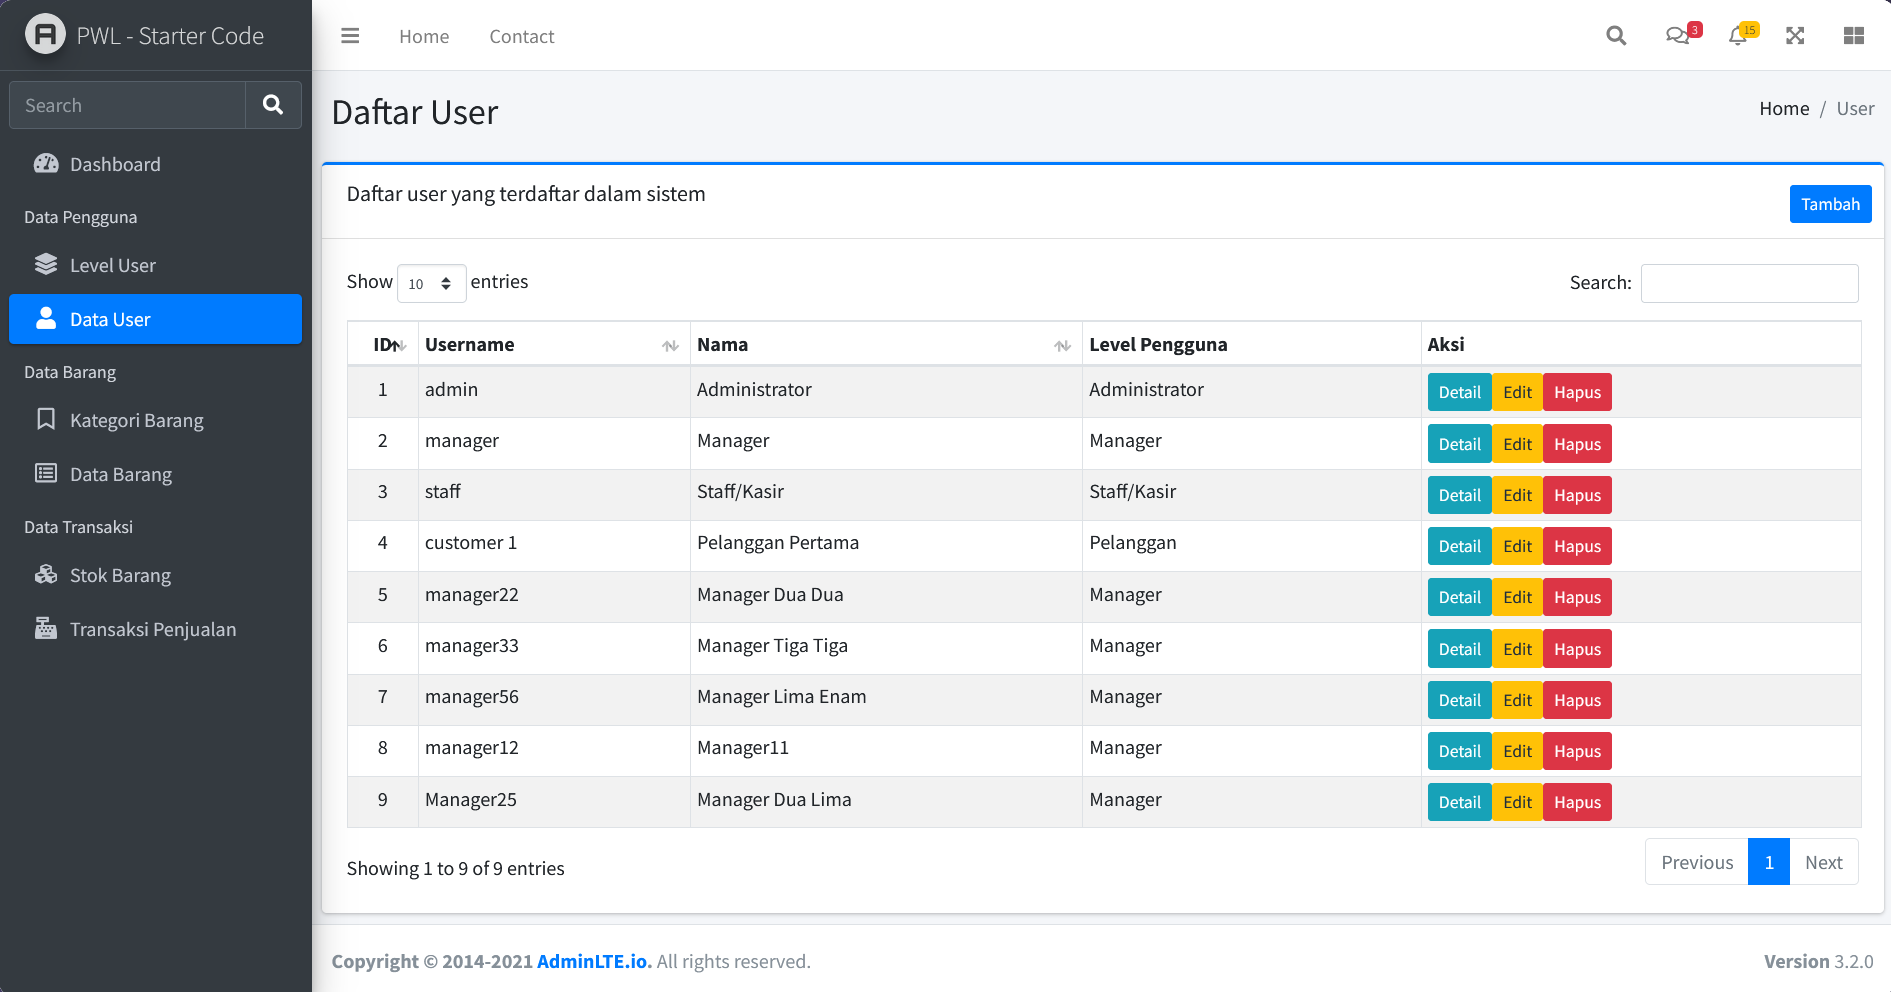 PWL - Starter Code
Home
Contact
3
15
Search
Dashboard
Data Pengguna
Level User
Data User
Data Barang
Kategori Barang
Data Barang
Data Transaksi
Stok Barang
Transaksi Penjualan
Daftar User
Home / User
Daftar user yang terdaftar dalam sistem
Tambah
Show 10 entries
Search:
ID Username Nama Level Pengguna Aksi
1 admin Administrator Administrator Detail Edit Hapus
2 manager Manager Manager Detail Edit Hapus
3 staff Staff/Kasir Staff/Kasir Detail Edit Hapus
4 customer 1 Pelanggan Pertama Pelanggan Detail Edit Hapus
5 manager22 Manager Dua Dua Manager Detail Edit Hapus
6 manager33 Manager Tiga Tiga Manager Detail Edit Hapus
7 manager56 Manager Lima Enam Manager Detail Edit Hapus
8 manager12 Manager11 Manager Detail Edit Hapus
9 Manager25 Manager Dua Lima Manager Detail Edit Hapus
Showing 1 to 9 of 9 entries
Previous 1 Next
Copyright © 2014-2021 AdminLTE.io. All rights reserved.
Version 3.2.0